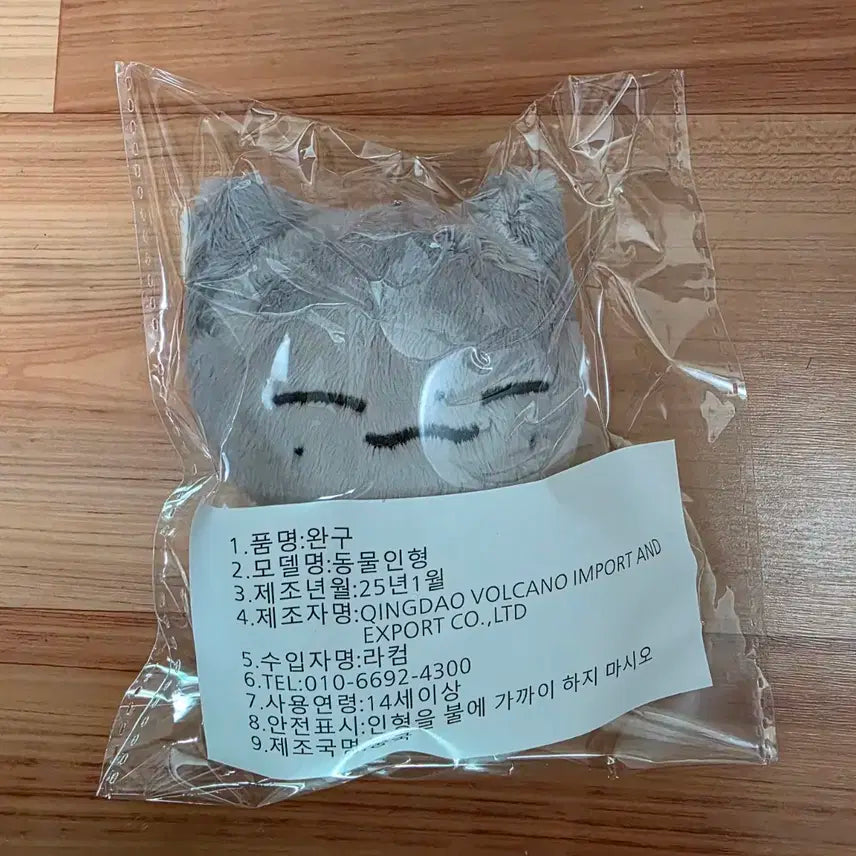 1.품명:완구
2.모델명:동물인형
3.제조년월:25년1월
4.제조자명:QINGDAO VOLCANO IMPORT AND
EXPORT CO.,LTD
5.수입자명:라컴
6.TEL:010-6692-4300
7.사용연령:14세이상
8.안전표시:인형을 불에 가까이 하지 마시오
9.제조국명: